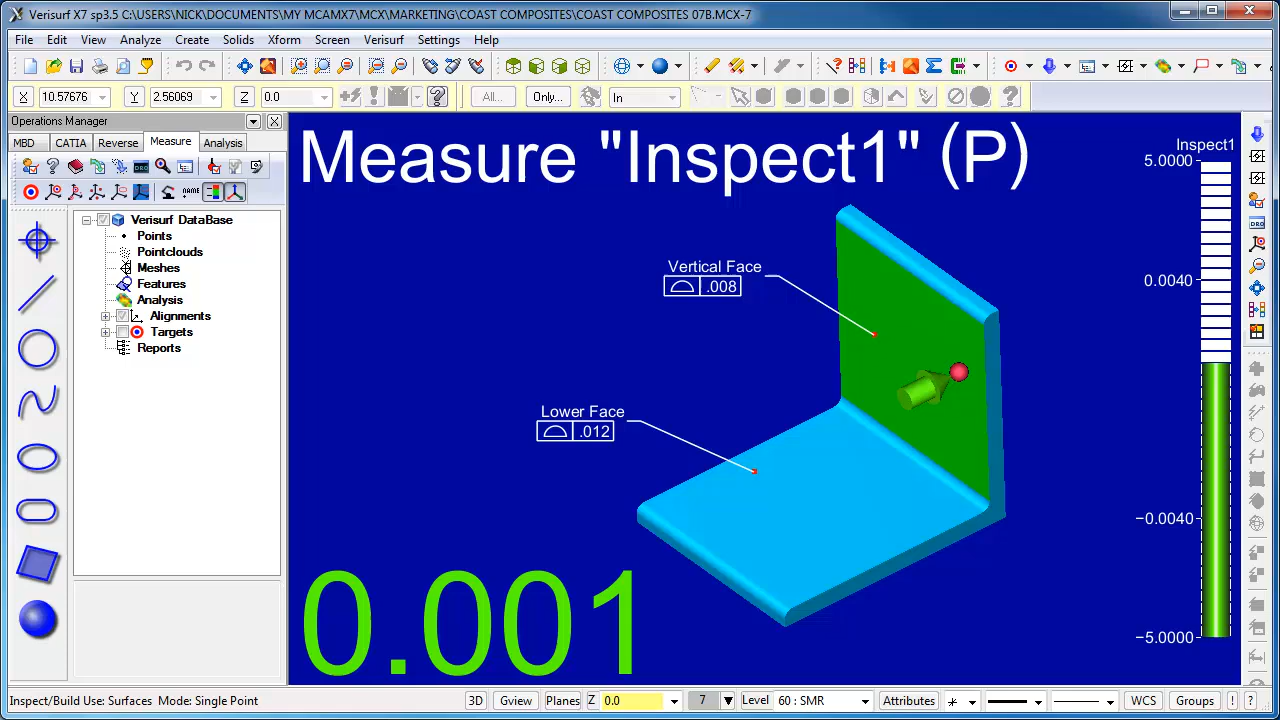 Verisurf X7 sp3.5 C:\USERS\NICK\DOCUMENTS\MY MCAMX7\MCX\MARKETING\COAST COMPOSITES\COAST COMPOSITES 07B.MCX-7
File Edit View Analyze Create Solids Xform Screen Verisurf Settings Help
X 10.57676 Y 2.56069 Z 0.0 All... Only... In
Operations Manager
MBD CATIA Reverse Measure Analysis
DRO
NAME
Verisurf DataBase
Points
Pointclouds
Meshes
Features
Analysis
Alignments
Targets
Reports
Measure "Inspect1" (P)
Vertical Face
.008
Lower Face
.012
0.001
Inspect1
5.0000
0.0040
−0.0040
−5.0000
DRO
Inspect/Build Use: Surfaces Mode: Single Point
3D Gview Planes Z 0.0 7 Level 60 : SMR Attributes WCS Groups ! ?